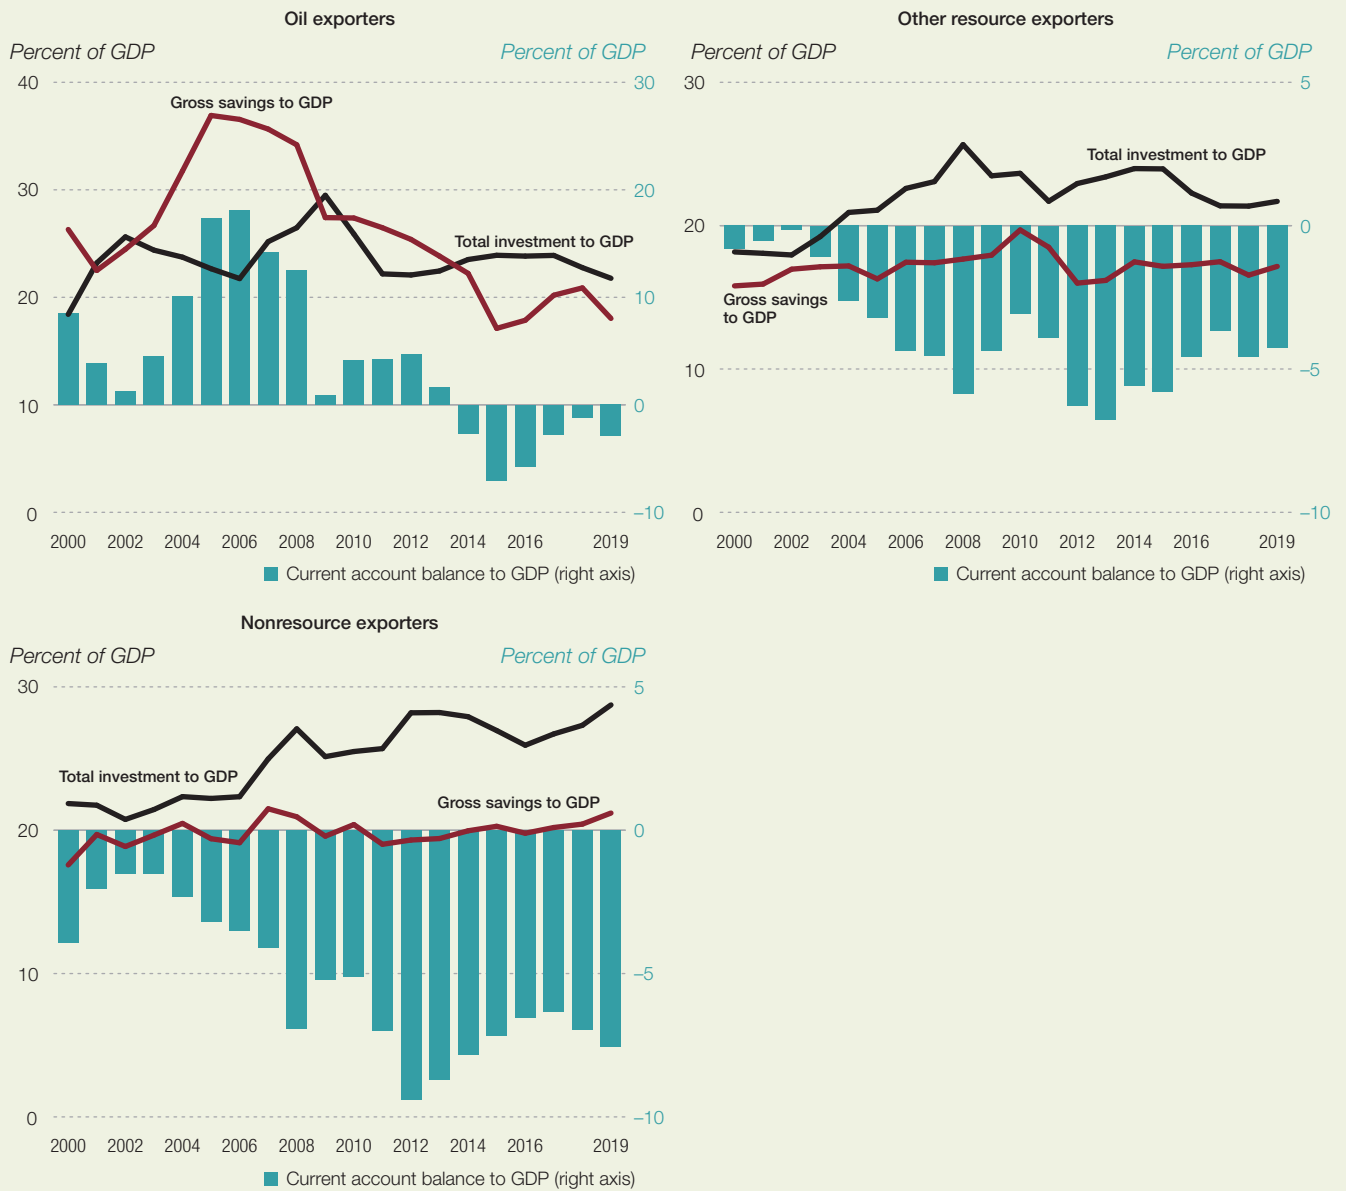 Oil exporters
Percent of GDP
Percent of GDP
40
30
20
10
0
30
20
10
0
–10
Gross savings to GDP
Total investment to GDP
2000 2002 2004 2006 2008 2010 2012 2014 2016 2019
Current account balance to GDP (right axis)
Other resource exporters
Percent of GDP
Percent of GDP
30
20
10
0
5
0
–5
–10
Total investment to GDP
Gross savings
to GDP
2000 2002 2004 2006 2008 2010 2012 2014 2016 2019
Current account balance to GDP (right axis)
Nonresource exporters
Percent of GDP
Percent of GDP
30
20
10
0
5
0
–5
–10
Total investment to GDP
Gross savings to GDP
2000 2002 2004 2006 2008 2010 2012 2014 2016 2019
Current account balance to GDP (right axis)